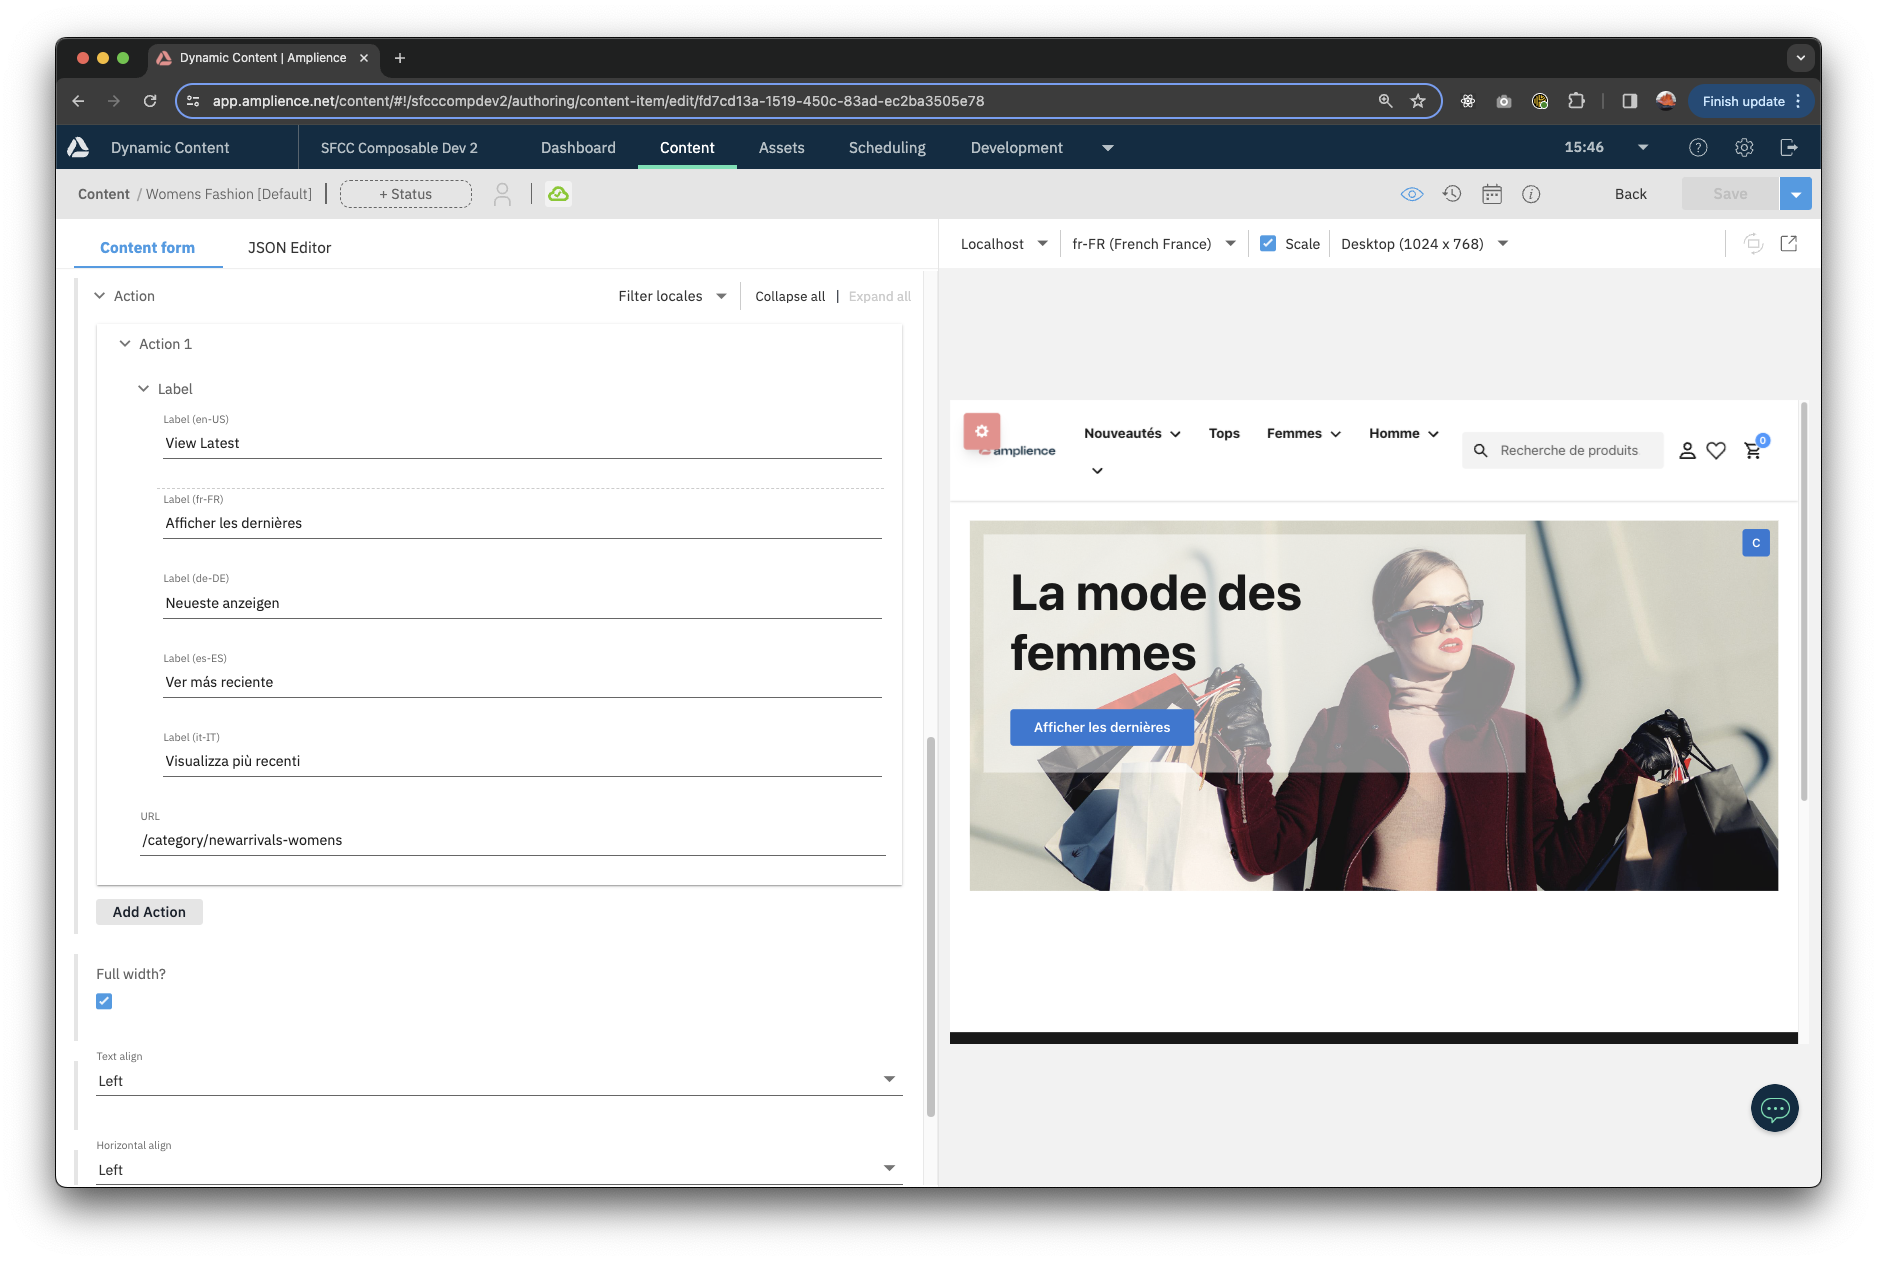 Dynamic Content | Amplience
app.amplience.net/content/#!/sfcccompdev2/authoring/content-item/edit/fd7cd13a-1519-450c-83ad-ec2ba3505e78
Finish update
Dynamic Content
SFCC Composable Dev 2
Dashboard
Content
Assets
Scheduling
Development
15:46
Content / Womens Fashion [Default]
+ Status
Back
Save
Content form
JSON Editor
Action
Filter locales
Collapse all | Expand all
Action 1
Label
Label (en-US)
View Latest
Label (fr-FR)
Afficher les dernières
Label (de-DE)
Neueste anzeigen
Label (es-ES)
Ver más reciente
Label (it-IT)
Visualizza più recenti
URL
/category/newarrivals-womens
Add Action
Full width?
Text align
Left
Horizontal align
Left
Localhost
fr-FR (French France)
Scale
Desktop (1024 x 768)
amplience
Nouveautés
Tops
Femmes
Homme
Recherche de produits
0
C
La mode des
femmes
Afficher les dernières